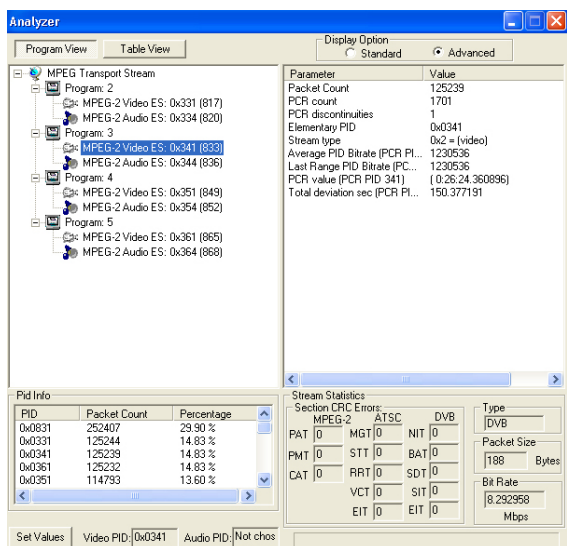 Analyzer
Program View Table View
Display Option
Standard Advanced
MPEG Transport Stream
Program: 2
MPEG-2 Video ES: 0x331 (817)
MPEG-2 Audio ES: 0x334 (820)
Program: 3
MPEG-2 Video ES: 0x341 (833)
MPEG-2 Audio ES: 0x344 (836)
Program: 4
MPEG-2 Video ES: 0x351 (849)
MPEG-2 Audio ES: 0x354 (852)
Program: 5
MPEG-2 Video ES: 0x361 (865)
MPEG-2 Audio ES: 0x364 (868)
Parameter Value
Packet Count 125239
PCR count 1701
PCR discontinuities 1
Elementary PID 0x0341
Stream type 0x2 = (video)
Average PID Bitrate (PCR PI... 1230536
Last Range PID Bitrate (PC... 1230536
PCR value (PCR PID 341) ( 0:26:24.360896)
Total deviation sec (PCR PI... 150.377191
Pid Info
PID Packet Count Percentage
0x0831 252407 29.90 %
0x0331 125244 14.83 %
0x0341 125239 14.83 %
0x0361 125232 14.83 %
0x0351 114793 13.60 %
Stream Statistics
Section CRC Errors:
MPEG-2 ATSC DVB
PAT 0 MGT 0 NIT 0
PMT 0 STT 0 BAT 0
CAT 0 RRT 0 SDT 0
VCT 0 SIT 0
EIT 0 EIT 0
Type
DVB
Packet Size
188 Bytes
Bit Rate
8.292958
Mbps
Set Values Video PID: 0x0341 Audio PID: Not chos